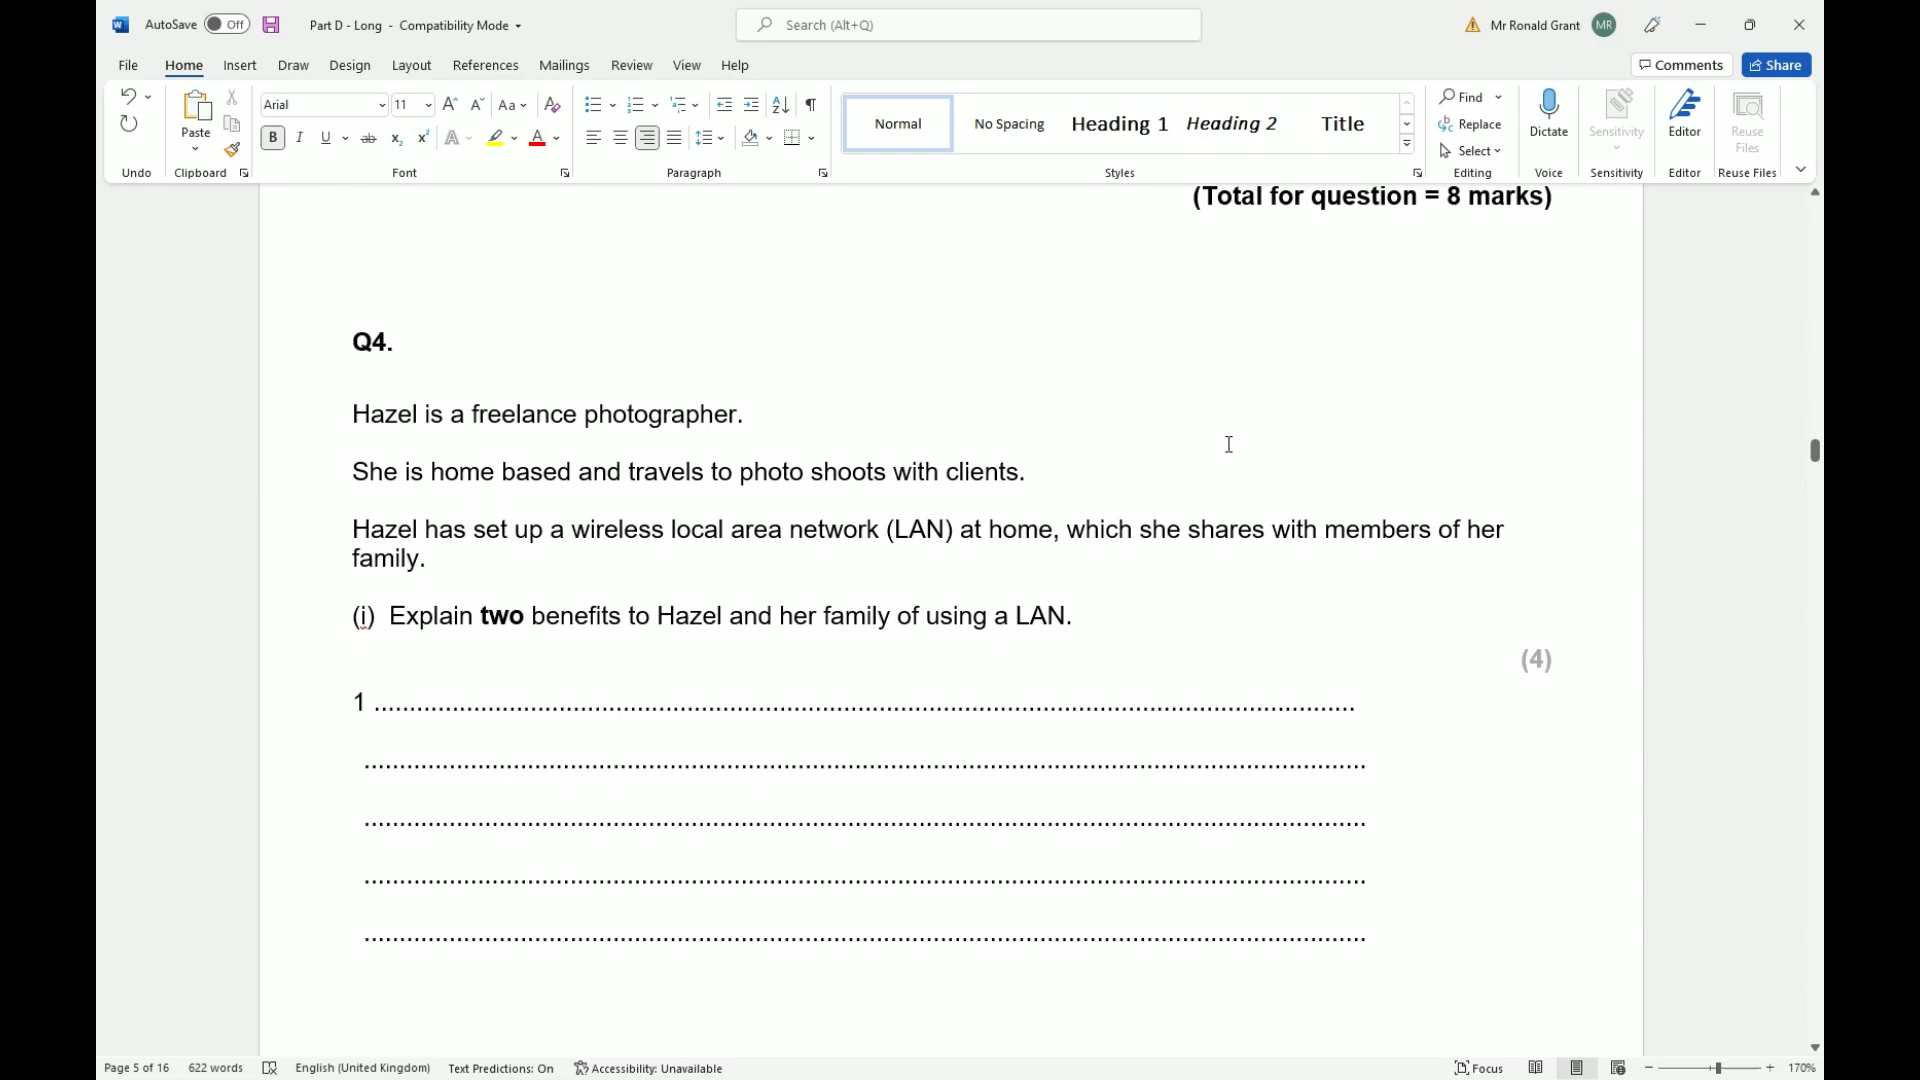 AutoSave Off Part D - Long - Compatibility Mode Search (Alt+Q) Mr Ronald Grant MR
File Home Insert Draw Design Layout References Mailings Review View Help Comments Share
Paste Arial 11 Aa Normal No Spacing Heading 1 Heading 2 Title Find Replace Select Dictate Sensitivity Editor Reuse Files
Undo Clipboard Font Paragraph Styles Editing Voice Sensitivity Editor Reuse Files
(Total for question = 8 marks)
Q4.
Hazel is a freelance photographer.
She is home based and travels to photo shoots with clients.
Hazel has set up a wireless local area network (LAN) at home, which she shares with members of her
family.
(i) Explain two benefits to Hazel and her family of using a LAN.
(4)
1 ....................................................................................................
....................................................................................................
....................................................................................................
....................................................................................................
....................................................................................................
Page 5 of 16 622 words English (United Kingdom) Text Predictions: On Accessibility: Unavailable Focus 170%